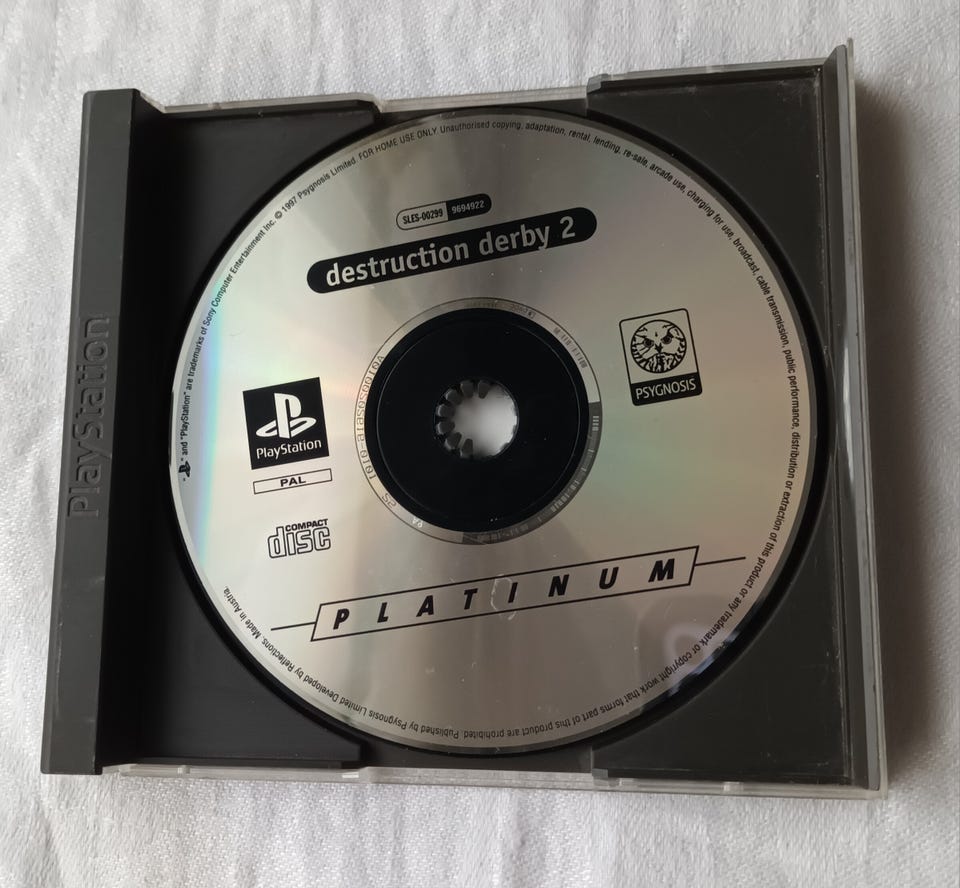 SLES-00299 9694922
destruction derby 2
PlayStation
PSYGNOSIS
PlayStation
PAL
COMPACT
disc
PLATINUM
"PlayStation" are trademarks of Sony Computer Entertainment Inc. © 1997 Psygnosis Limited. FOR HOME USE ONLY Unauthorised copying, adaptation, rental, lending, re-sale, arcade use, charging for use, broadcast, cable transmission, public performance, distribution or extraction of this product or any trademark or copyright work that forms part of this product are prohibited. Published by Psygnosis Limited Developed by Reflections. Made in Austria.